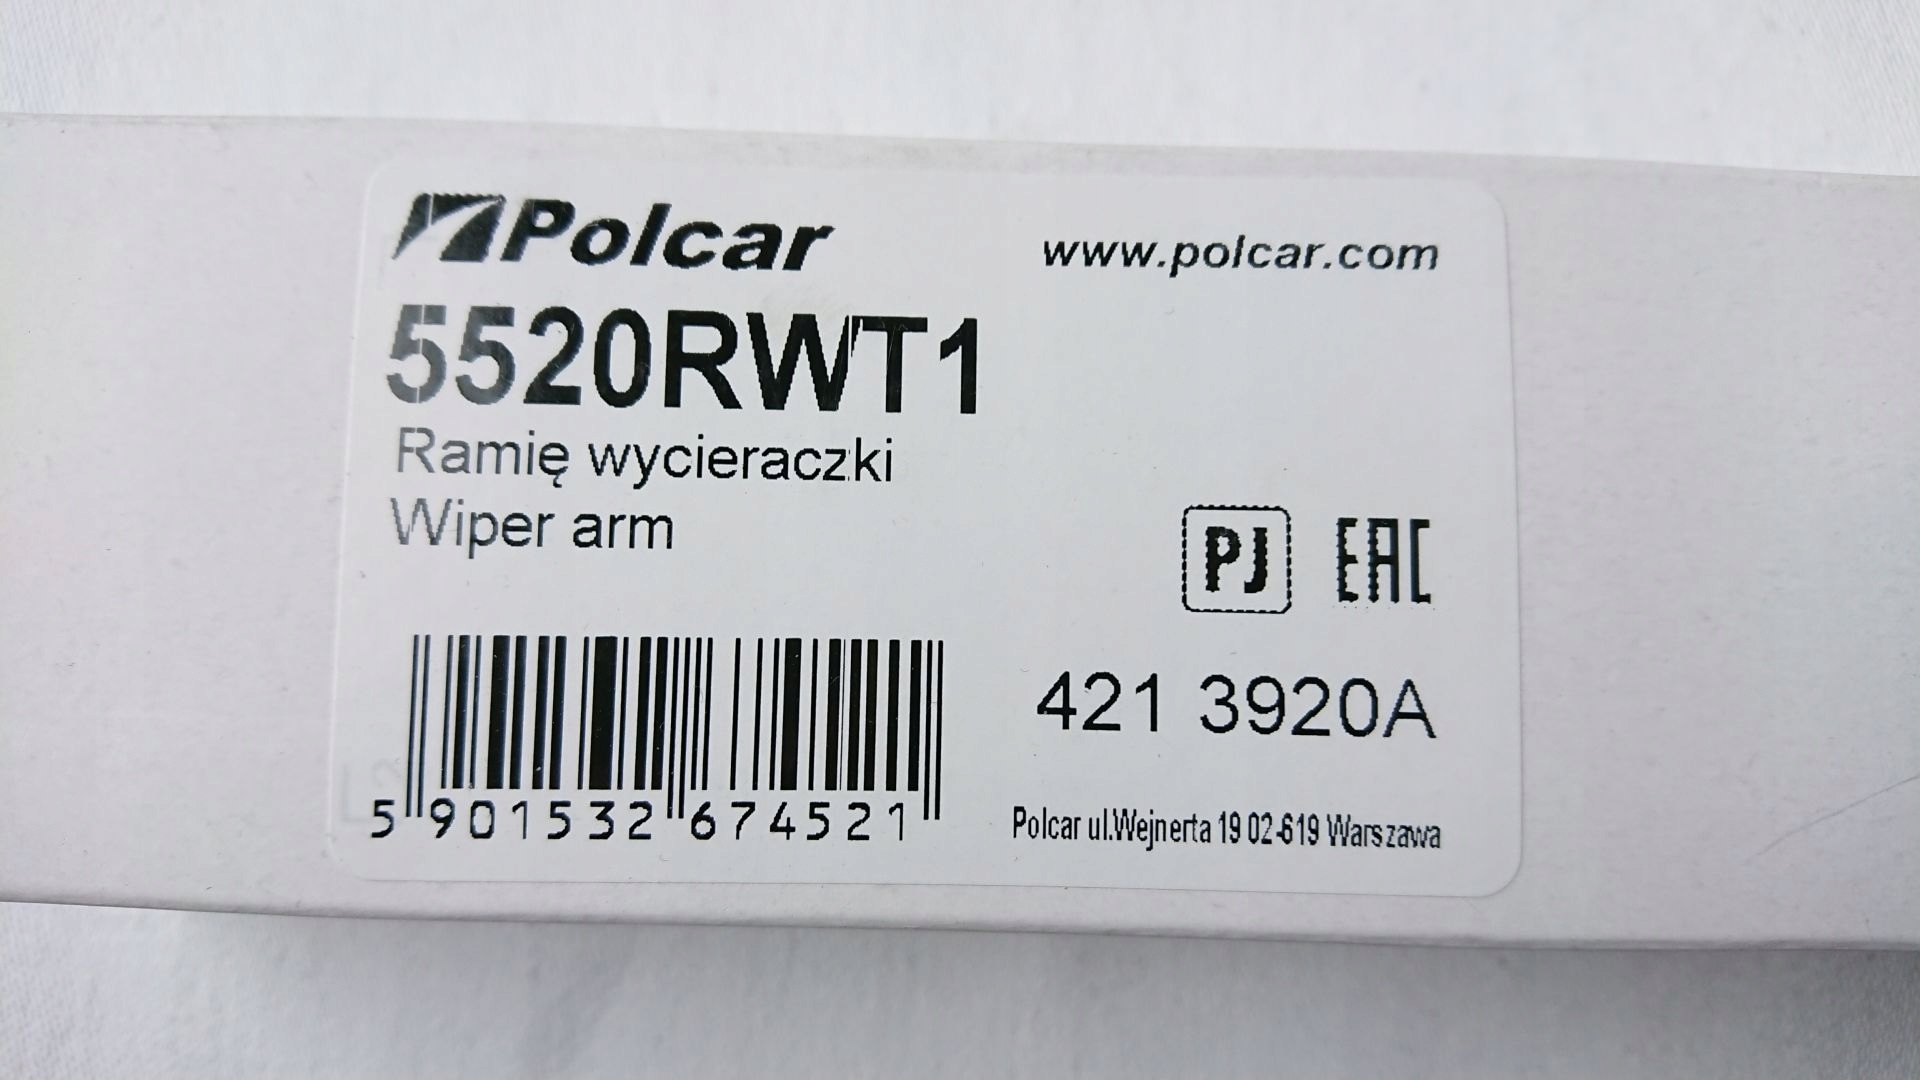 Polcar
www.polcar.com
5520RWT1
Ramię wycieraczki
Wiper arm
PJ EAC
421 3920A
5 901532 674521
Polcar ul.Wejnerta 19 02-619 Warszawa